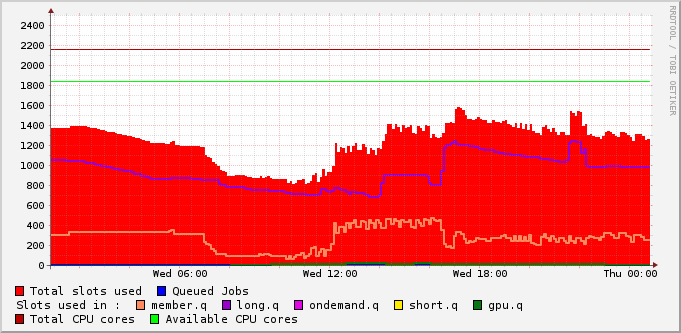 RRDTOOL / TOBI OETIKER
2400
2200
2000
1800
1600
1400
1200
1000
800
600
400
200
0
Wed 06:00 Wed 12:00 Wed 18:00 Thu 00:00
Total slots used Queued Jobs
Slots used in : member.q long.q ondemand.q short.q gpu.q
Total CPU cores Available CPU cores